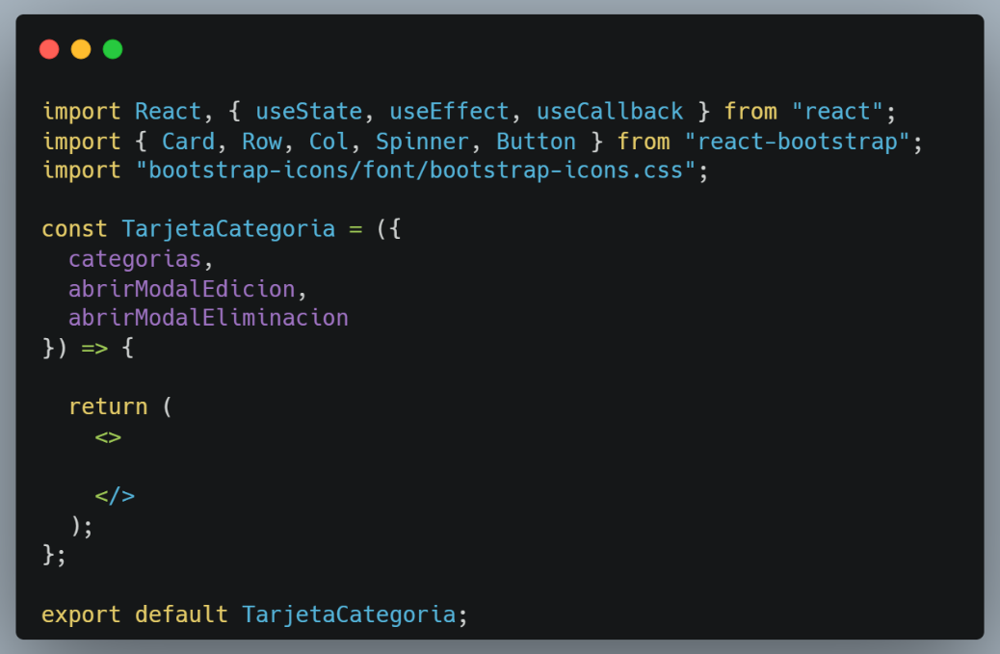 import React, { useState, useEffect, useCallback } from "react";
import { Card, Row, Col, Spinner, Button } from "react-bootstrap";
import "bootstrap-icons/font/bootstrap-icons.css";

const TarjetaCategoria = ({
  categorias,
  abrirModalEdicion,
  abrirModalEliminacion
}) => {

  return (
    <>

    </>
  );
};

export default TarjetaCategoria;